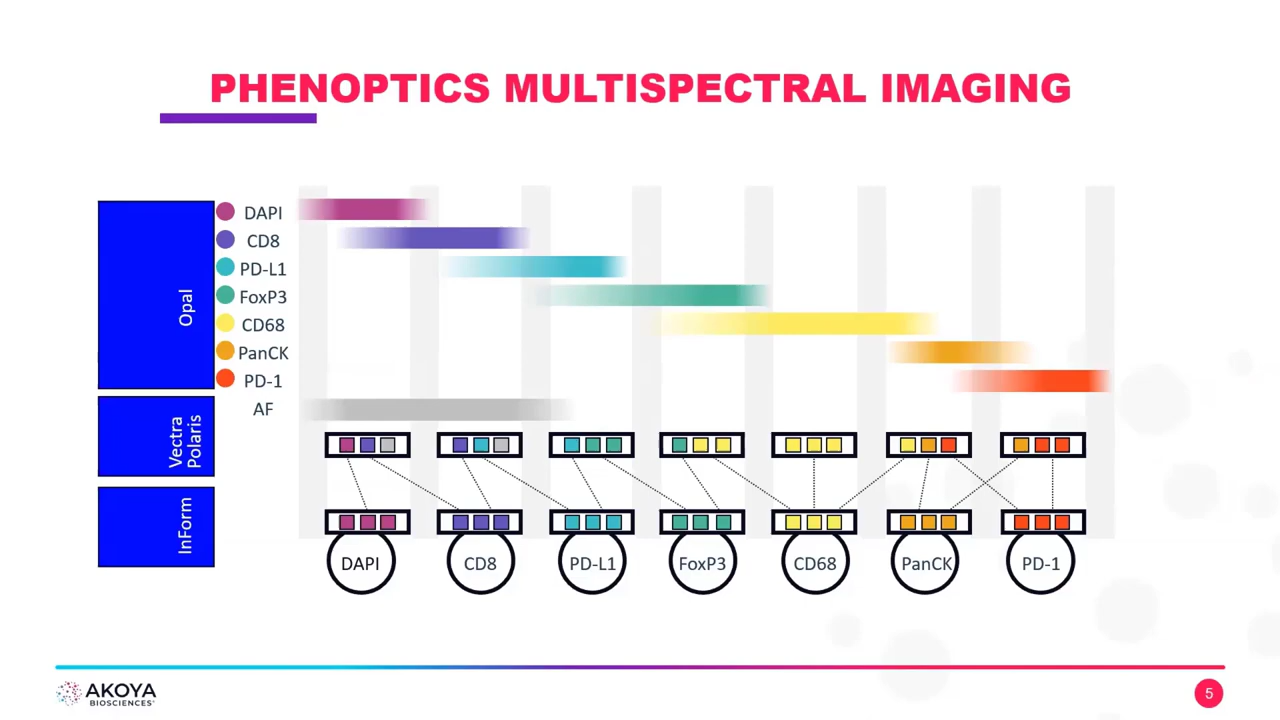 PHENOPTICS MULTISPECTRAL IMAGING
Opal
DAPI
CD8
PD-L1
FoxP3
CD68
PanCK
PD-1
AF
Vectra
Polaris
InForm
DAPI
CD8
PD-L1
FoxP3
CD68
PanCK
PD-1
AKOYA
BIOSCIENCES
5